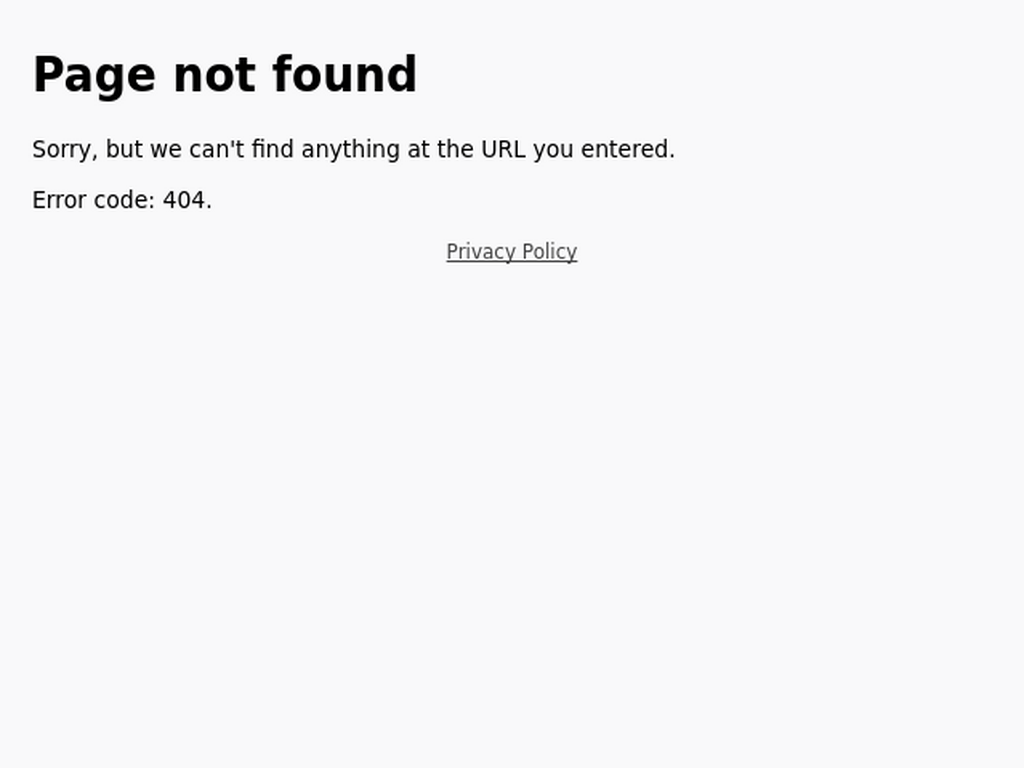 Page not found
Sorry, but we can't find anything at the URL you entered.
Error code: 404.
Privacy Policy